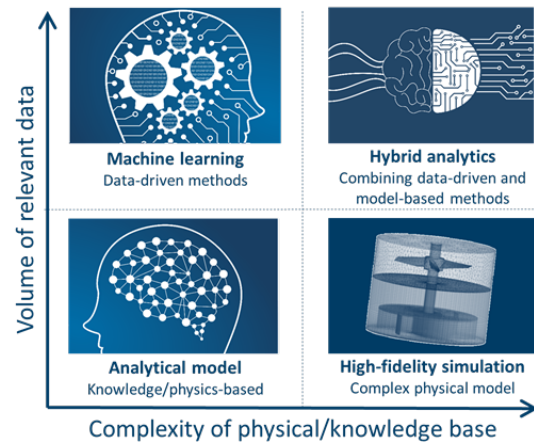 Volume of relevant data
Machine learning
Data-driven methods
Hybrid analytics
Combining data-driven and
model-based methods
Analytical model
Knowledge/physics-based
High-fidelity simulation
Complex physical model
Complexity of physical/knowledge base